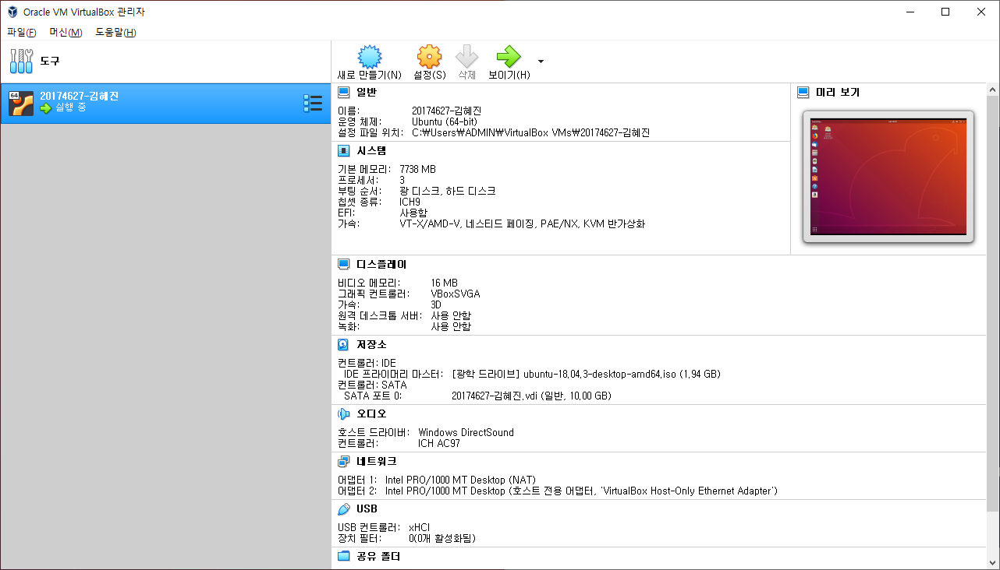 Oracle VM VirtualBox 관리자
파일(F) 머신(M) 도움말(H)
도구
새로 만들기(N) 설정(S) 삭제 보이기(H)
64
20174627-김혜진
실행 중
일반
이름: 20174627-김혜진
운영 체제: Ubuntu (64-bit)
설정 파일 위치: C:₩Users₩ADMIN₩VirtualBox VMs₩20174627-김혜진
미리 보기
시스템
기본 메모리: 7738 MB
프로세서: 3
부팅 순서: 광 디스크, 하드 디스크
칩셋 종류: ICH9
EFI: 사용함
가속: VT-X/AMD-V, 네스티드 페이징, PAE/NX, KVM 반가상화
디스플레이
비디오 메모리: 16 MB
그래픽 컨트롤러: VBoxSVGA
가속: 3D
원격 데스크톱 서버: 사용 안함
녹화: 사용 안함
저장소
컨트롤러: IDE
IDE 프라이머리 마스터: [광학 드라이브] ubuntu-18.04.3-desktop-amd64.iso (1.94 GB)
컨트롤러: SATA
SATA 포트 0: 20174627-김혜진.vdi (일반, 10.00 GB)
오디오
호스트 드라이버: Windows DirectSound
컨트롤러: ICH AC97
네트워크
어댑터 1: Intel PRO/1000 MT Desktop (NAT)
어댑터 2: Intel PRO/1000 MT Desktop (호스트 전용 어댑터, 'VirtualBox Host-Only Ethernet Adapter')
USB
USB 컨트롤러: xHCI
장치 필터: 0(0개 활성화됨)
공유 폴더